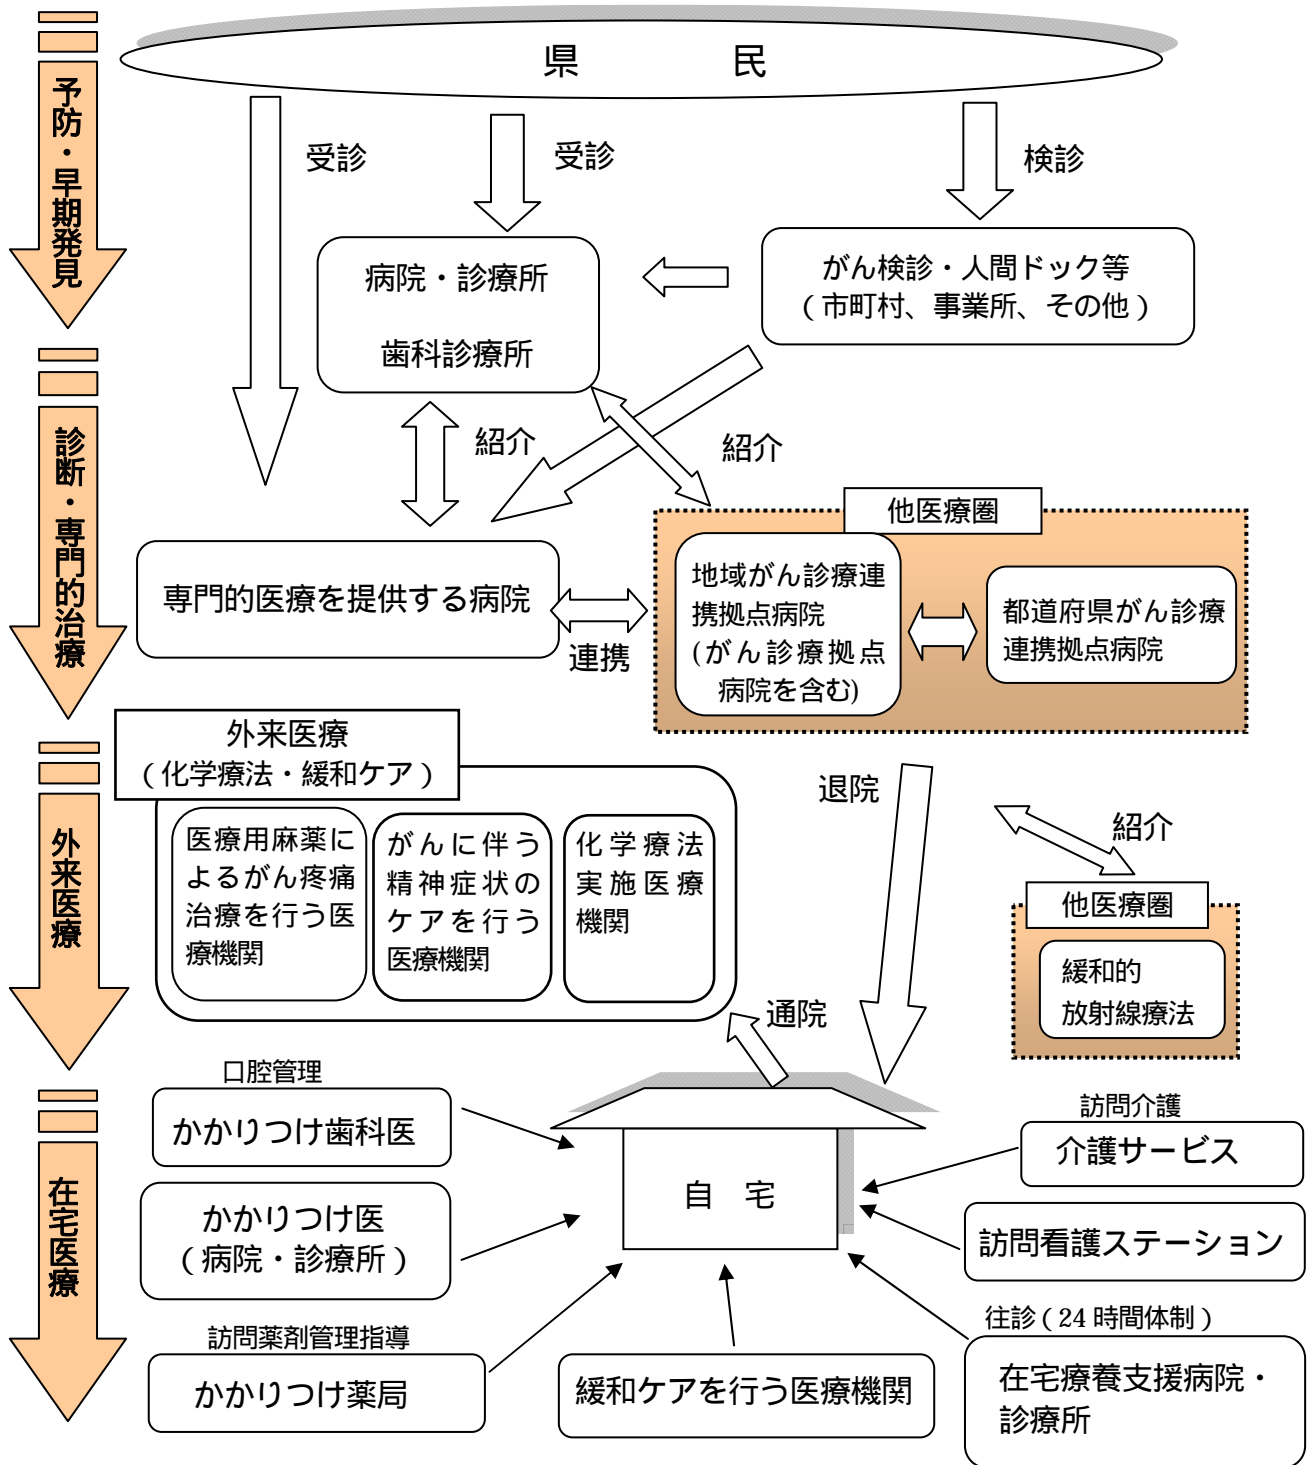 県 民
予防・早期発見
受診
受診
検診
病院・診療所
歯科診療所
がん検診・人間ドック等
(市町村、事業所、その他)
診断・専門的治療
紹介
紹介
他医療圏
専門的医療を提供する病院
連携
地域がん診療連
携拠点病院
(がん診療拠点
病院を含む)
都道府県がん診療
連携拠点病院
外来医療
外来医療
(化学療法・緩和ケア)
医療用麻薬に
よるがん疼痛
治療を行う医
療機関
がんに伴う
精神症状の
ケアを行う
医療機関
化学療法
実施医療
機関
退院
紹介
他医療圏
緩和的
放射線療法
通院
在宅医療
口腔管理
かかりつけ歯科医
かかりつけ医
(病院・診療所)
訪問薬剤管理指導
かかりつけ薬局
自 宅
緩和ケアを行う医療機関
訪問介護
介護サービス
訪問看護ステーション
往診(24時間体制)
在宅療養支援病院・
診療所